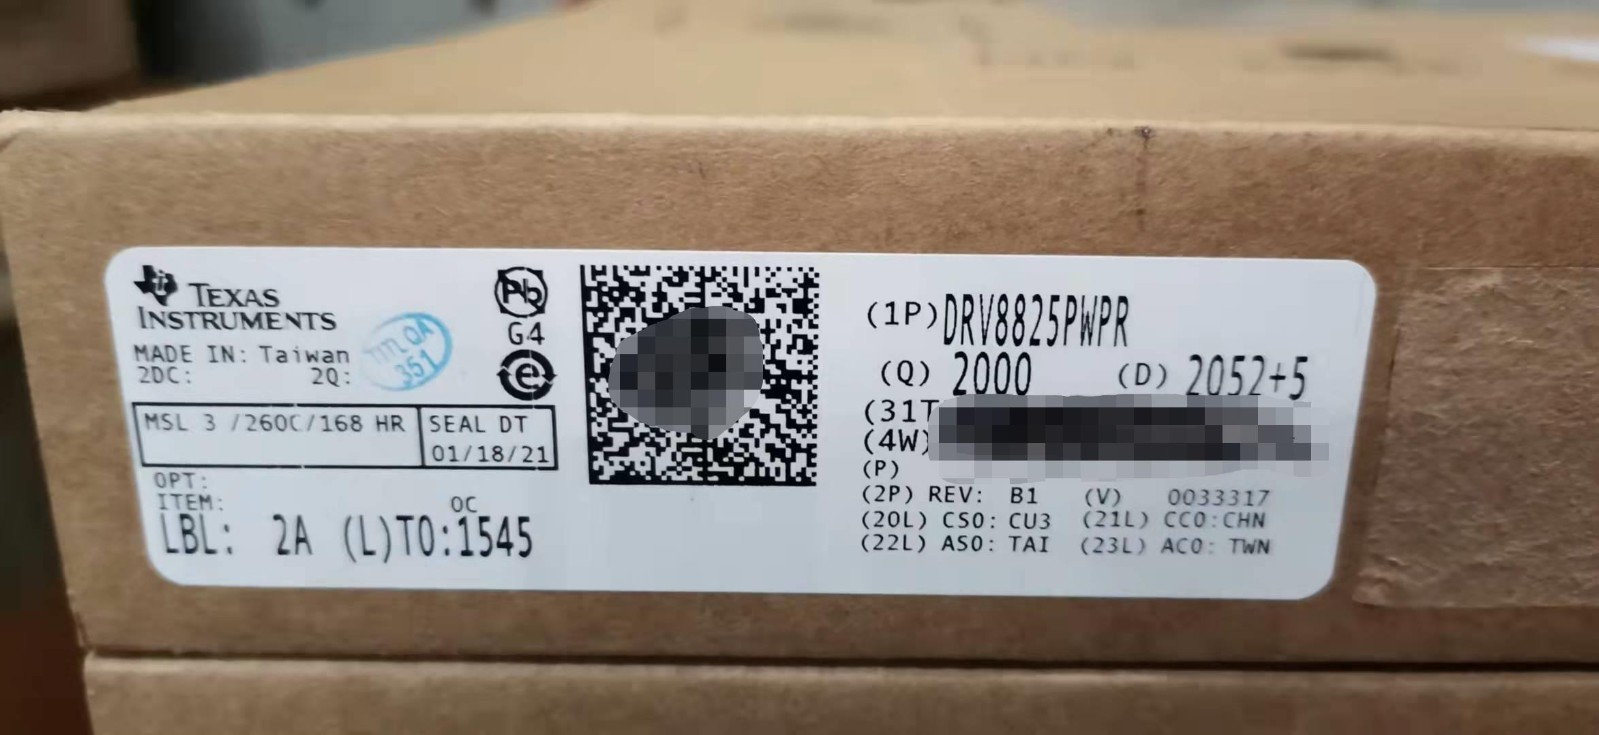 TEXAS
INSTRUMENTS
MADE IN: Taiwan
2DC: 2Q:
351
MSL 3 /260C/168 HR
SEAL DT
01/18/21
OPT:
ITEM:
0C
LBL: 2A (L)TO:1545
Pb
G4
e
(1P)DRV8825PWPR
(Q) 2000 (D) 2052+5
(31T
(4W)
(P)
(2P) REV: B1 (V) 0033317
(20L) CSO: CU3 (21L) CCO:CHN
(22L) ASO: TAI (23L) ACO: TWN